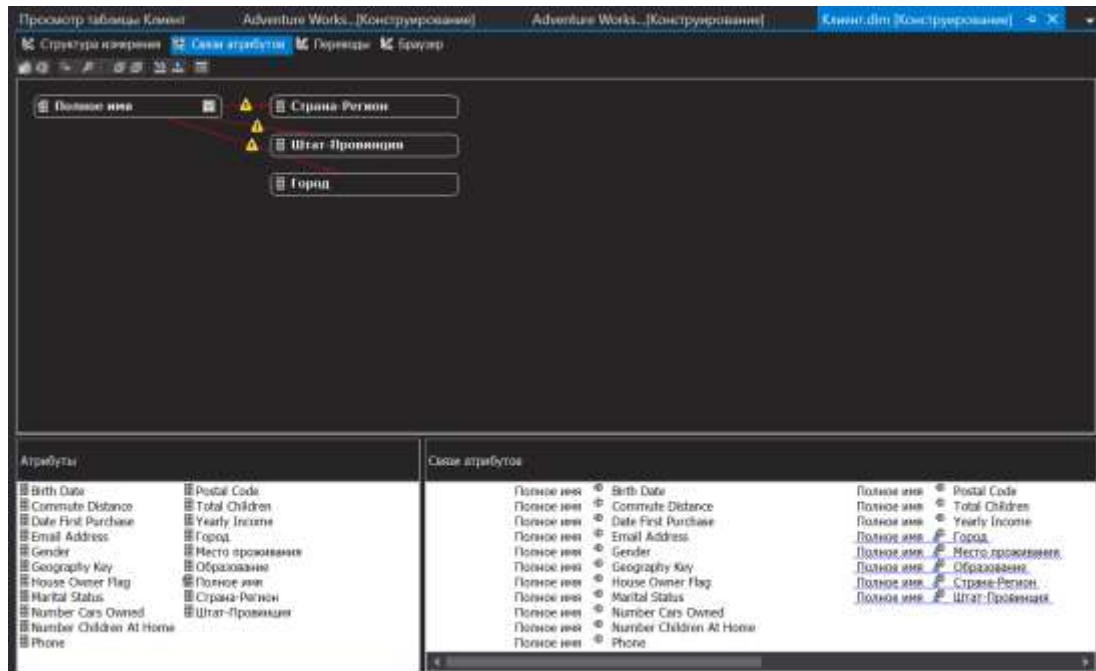 Просмотр таблицы Клиент Adventure Works...[Конструирование] Adventure Works...[Конструирование] Клиент.dim [Конструирование]
Структура измерения Связи атрибутов Переводы Браузер
Полное имя
Страна-Регион
Штат-Провинция
Город
Атрибуты
Birth Date
Commute Distance
Date First Purchase
Email Address
Gender
Geography Key
House Owner Flag
Marital Status
Number Cars Owned
Number Children At Home
Phone
Postal Code
Total Children
Yearly Income
Город
Место проживания
Образование
Полное имя
Страна-Регион
Штат-Провинция
Связи атрибутов
Полное имя Birth Date
Полное имя Commute Distance
Полное имя Date First Purchase
Полное имя Email Address
Полное имя Gender
Полное имя Geography Key
Полное имя House Owner Flag
Полное имя Marital Status
Полное имя Number Cars Owned
Полное имя Number Children At Home
Полное имя Phone
Полное имя Postal Code
Полное имя Total Children
Полное имя Yearly Income
Полное имя Город
Полное имя Место проживания
Полное имя Образование
Полное имя Страна-Регион
Полное имя Штат-Провинция